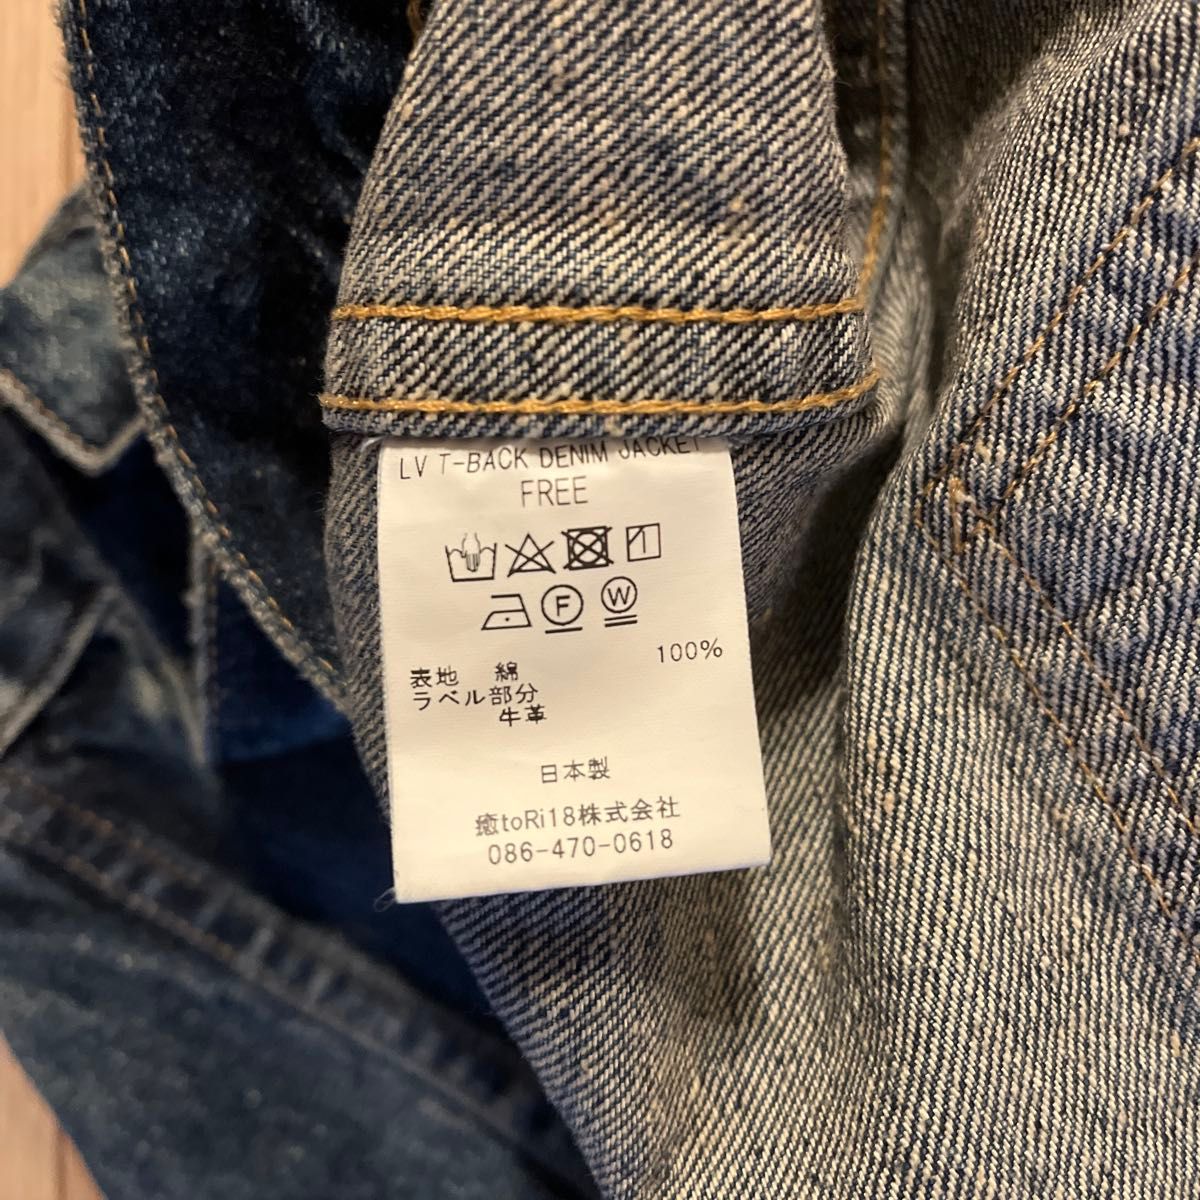 LV T-BACK DENIM JACKET
FREE
F W
表地 綿 100%
ラベル部分
牛革
日本製
癒toRi18株式会社
086-470-0618